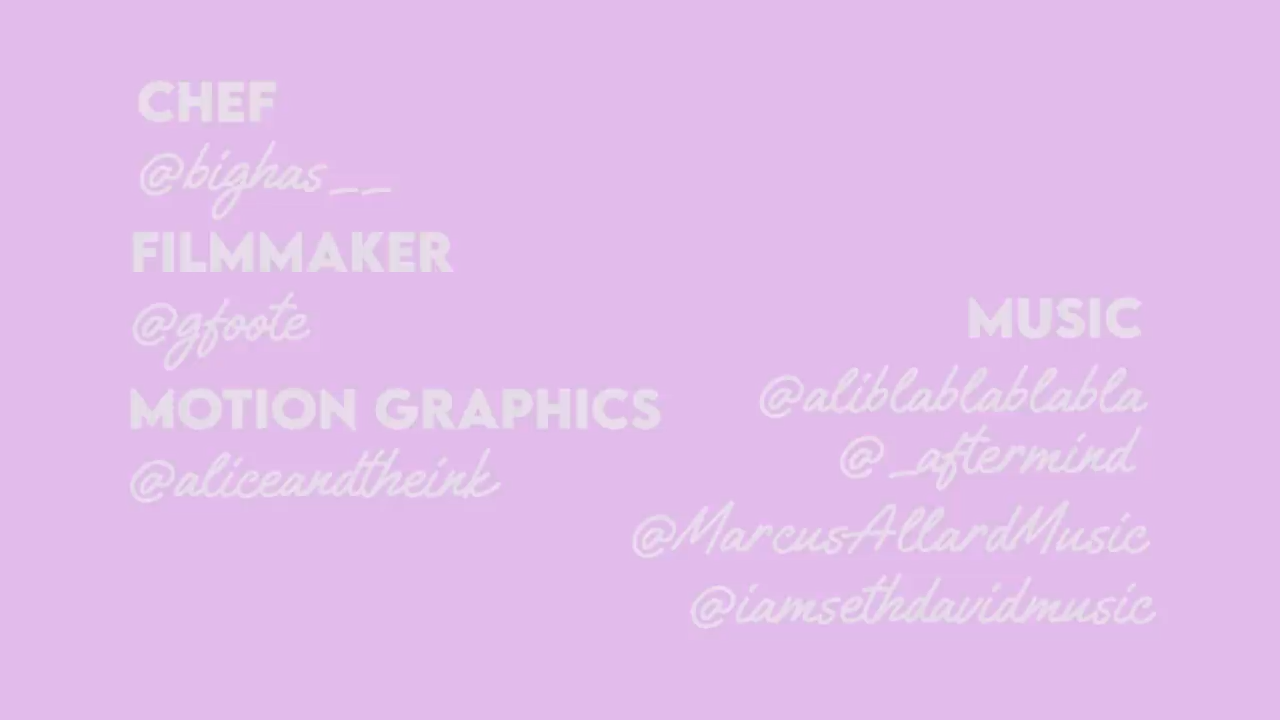 CHEF
@bighas__
FILMMAKER
@gfoote
MOTION GRAPHICS
@aliceandtheink
MUSIC
@aliblablablabla
@_aftermind
@MarcusAllardMusic
@iamsethdavidmusic